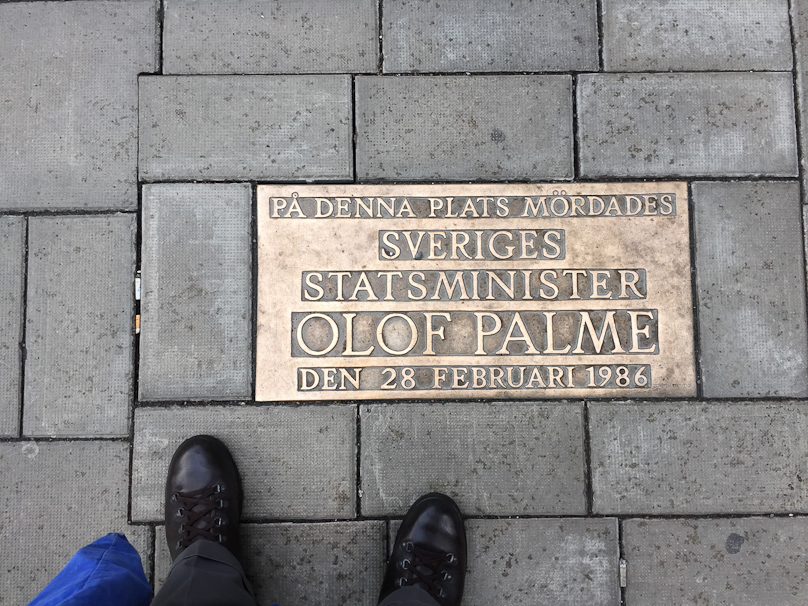 PÅ DENNA PLATS MÖRDADES
SVERIGES
STATSMINISTER
OLOF PALME
DEN 28 FEBRUARI 1986